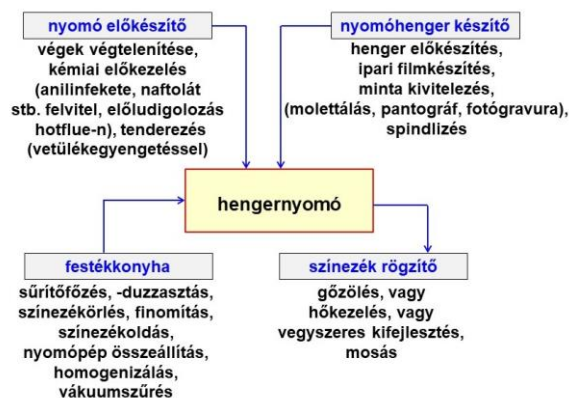 nyomó előkészítő
végek végtelenítése,
kémiai előkezelés
(anilinfekete, naftolát
stb. felvitel, előludigolozás
hotflue-n), tenderezés
(vetülékegyengetéssel)
nyomóhenger készítő
henger előkészítés,
ipari filmkészítés,
minta kivitelezés,
(molettálás, pantográf, fotógravura),
spindlizés
hengernyomó
festékkonyha
sűrítőfőzés, -duzzasztás,
színezékörlés, finomítás,
színezékoldás,
nyomópép összeállítás,
homogenizálás,
vákuumszűrés
színezék rögzítő
gőzölés, vagy
hőkezelés, vagy
vegyszeres kifejlesztés,
mosás